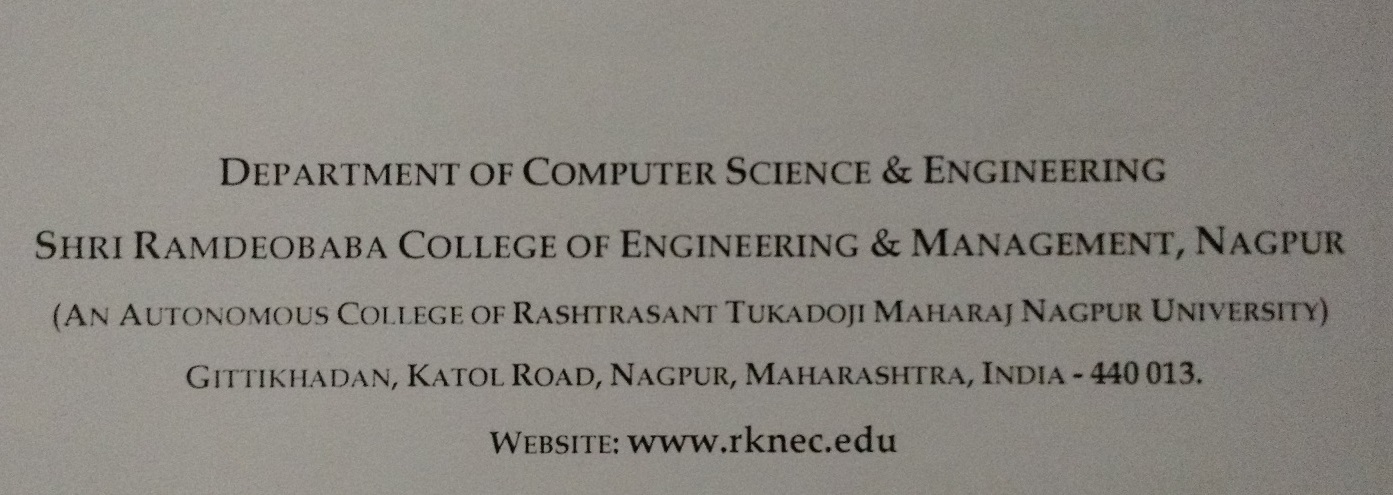 DEPARTMENT OF COMPUTER SCIENCE & ENGINEERING
SHRI RAMDEOBABA COLLEGE OF ENGINEERING & MANAGEMENT, NAGPUR
(AN AUTONOMOUS COLLEGE OF RASHTRASANT TUKADOJI MAHARAJ NAGPUR UNIVERSITY)
GITTIKHADAN, KATOL ROAD, NAGPUR, MAHARASHTRA, INDIA - 440 013.
WEBSITE: www.rknec.edu